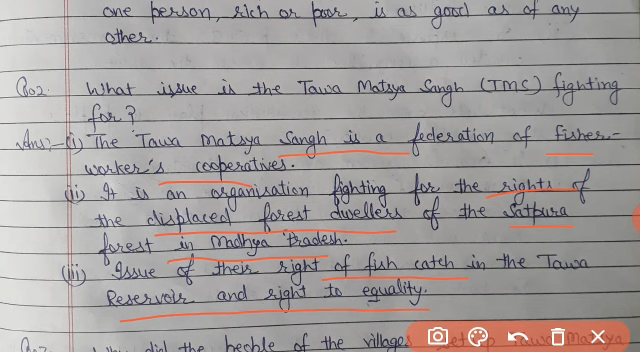 one person, rich or poor, is as good as of any
other.
Q02. What issue is the Tawa Matsya Sangh (TMS) fighting
for?
Ans:- (i) The Tawa Matsya Sangh is a federation of fisher-
worker's cooperatives.
(ii) It is an organisation fighting for the rights of
the displaced forest dwellers of the Satpura
forest in Madhya Pradesh.
(iii) Issue of their right of fish catch in the Tawa
Reservoir and right to equality.
did the people of the villages set up Tawa Matsya